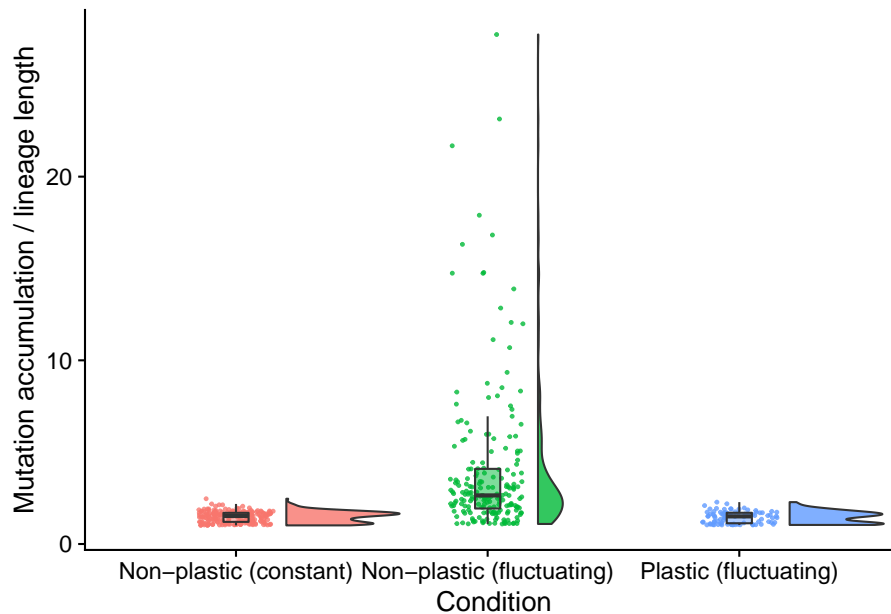 Mutation accumulation / lineage length
20
10
0
Non−plastic (constant) Non−plastic (fluctuating) Plastic (fluctuating)
Condition